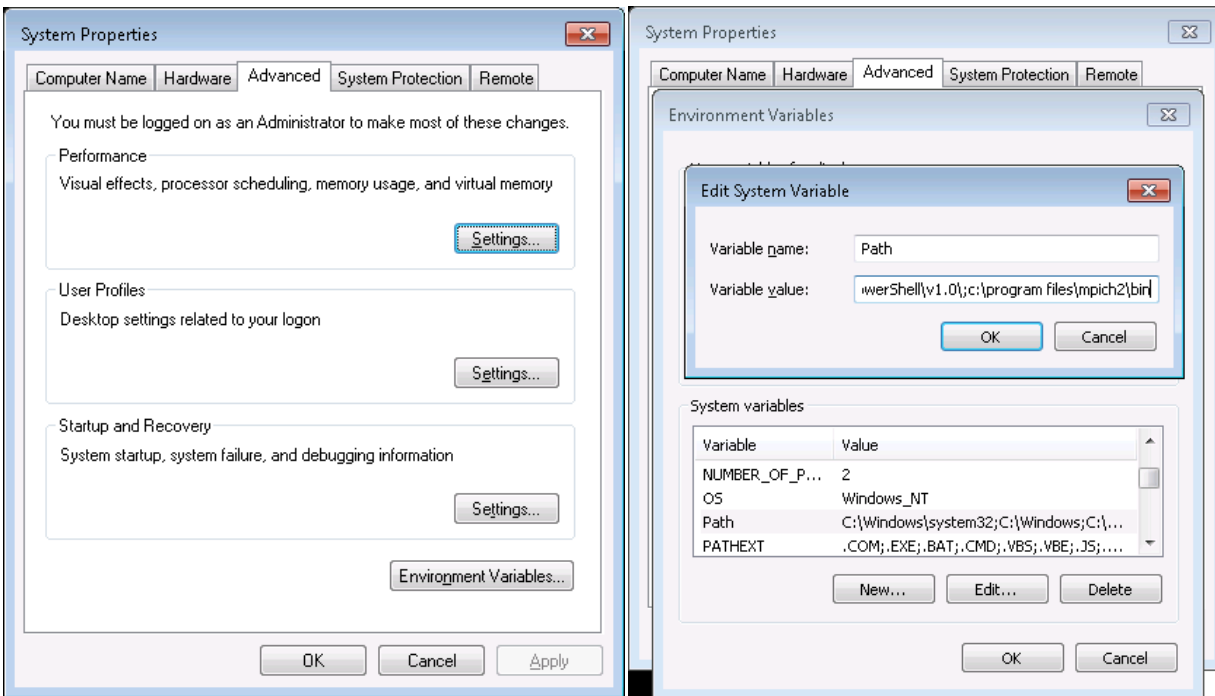 System Properties
Computer Name Hardware Advanced System Protection Remote
You must be logged on as an Administrator to make most of these changes.
Performance
Visual effects, processor scheduling, memory usage, and virtual memory
Settings...
User Profiles
Desktop settings related to your logon
Settings...
Startup and Recovery
System startup, system failure, and debugging information
Settings...
Environment Variables...
OK Cancel Apply
System Properties
Computer Name Hardware Advanced System Protection Remote
Environment Variables
Edit System Variable
Variable name: Path
Variable value: werShell\v1.0\;c:\program files\mpich2\bin
OK Cancel
System variables
Variable Value
NUMBER_OF_P... 2
OS Windows_NT
Path C:\Windows\system32;C:\Windows;C:\...
PATHEXT .COM;.EXE;.BAT;.CMD;.VBS;.VBE;.JS;....
New... Edit... Delete
OK Cancel